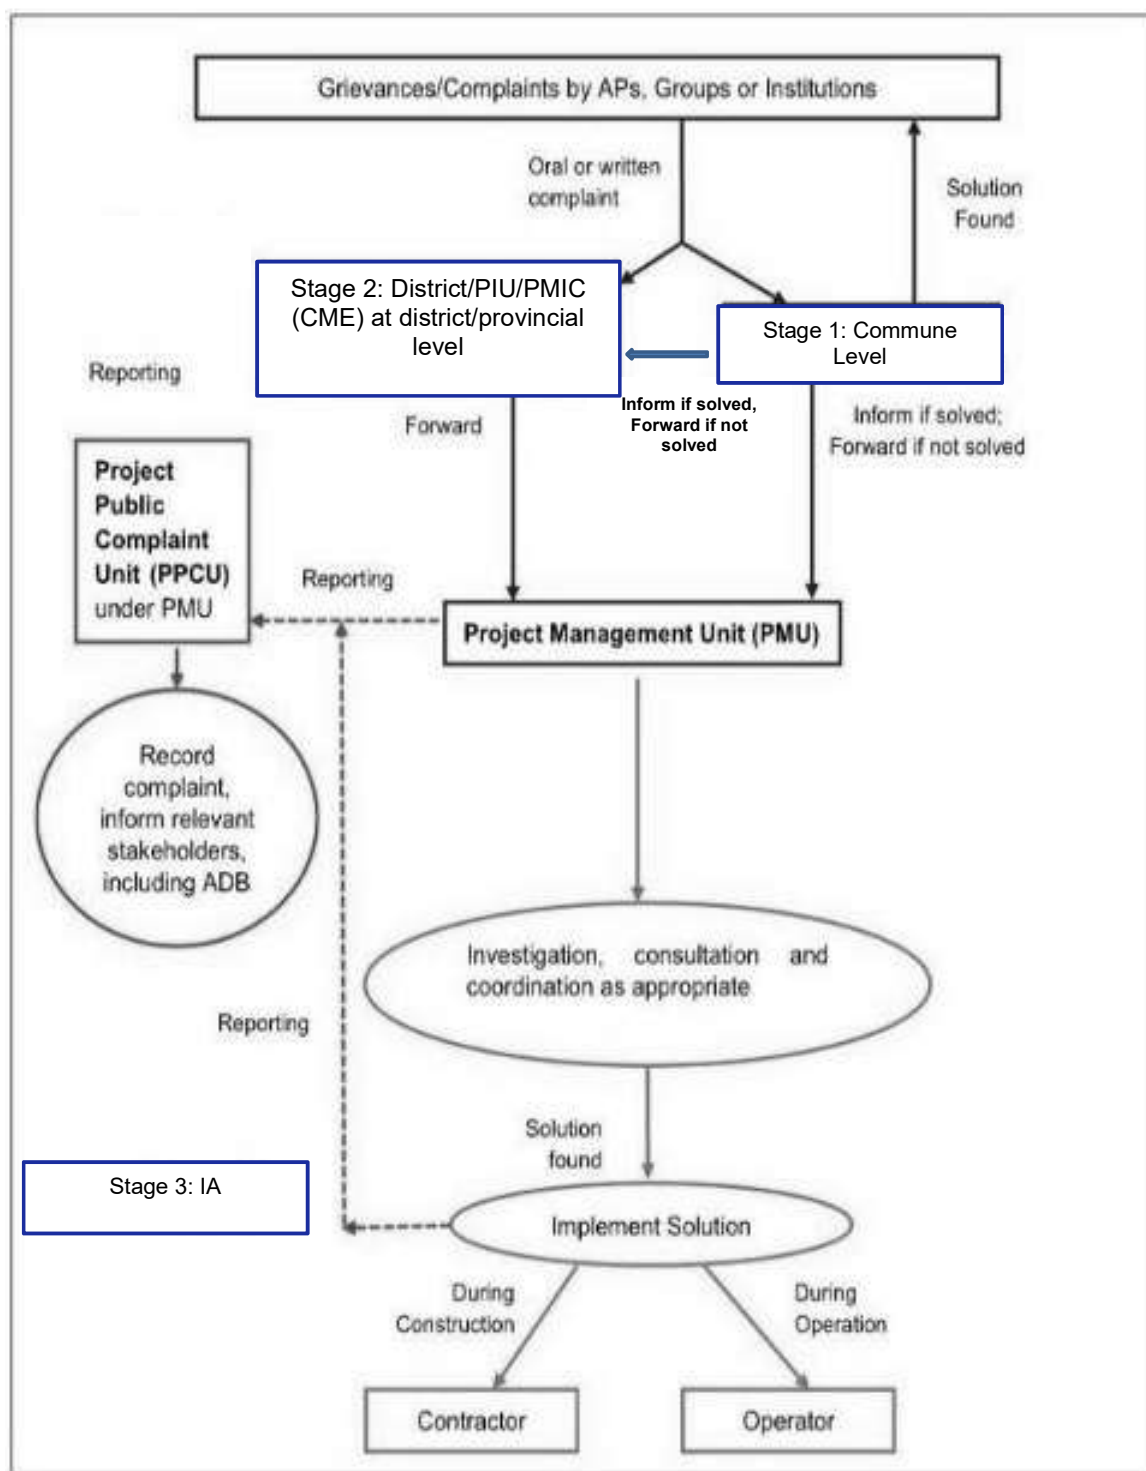 Grievances/Complaints by APs, Groups or Institutions
Oral or written
complaint
Solution
Found
Stage 2: District/PIU/PMIC
(CME) at district/provincial
level
Stage 1: Commune
Level
Reporting
Forward
Inform if solved,
Forward if not
solved
Inform if solved;
Forward if not solved
Project
Public
Complaint
Unit (PPCU)
under PMU
Reporting
Project Management Unit (PMU)
Record
complaint,
inform relevant
stakeholders,
including ADB
Investigation, consultation and
coordination as appropriate
Reporting
Solution
found
Stage 3: IA
Implement Solution
During
Construction
During
Operation
Contractor
Operator